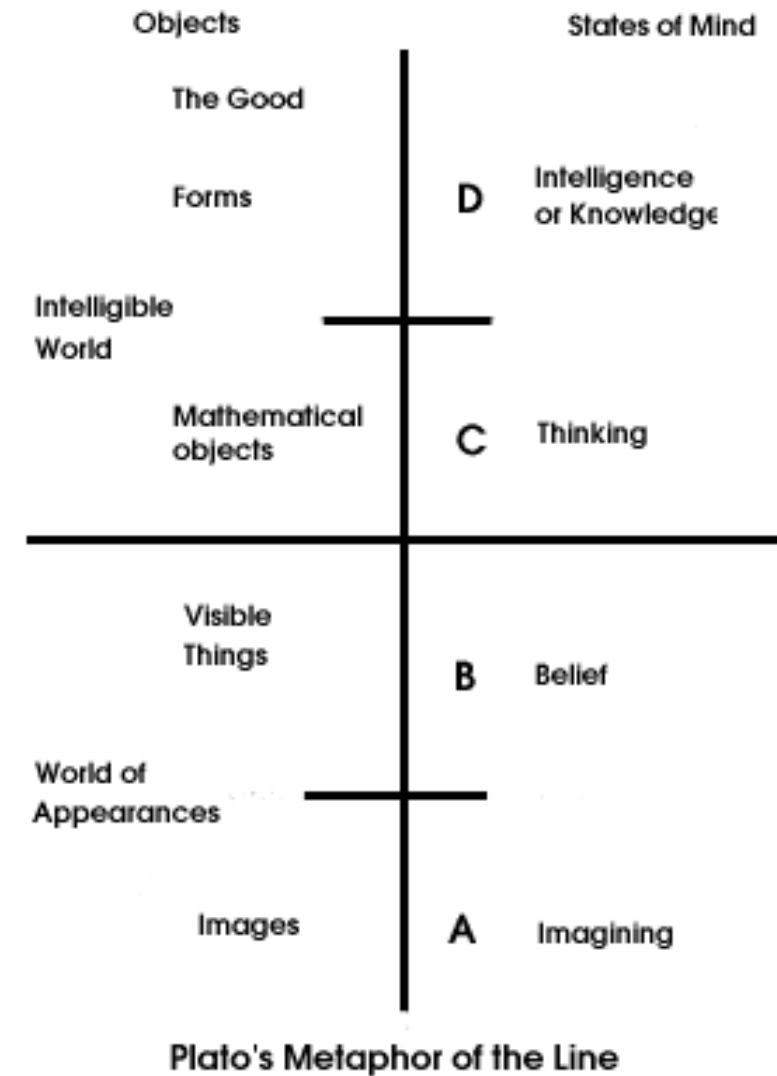 Objects
States of Mind
The Good
Forms
D
Intelligence
or Knowledge
Intelligible
World
Mathematical
objects
C
Thinking
Visible
Things
B
Belief
World of
Appearances
Images
A
Imagining
Plato's Metaphor of the Line